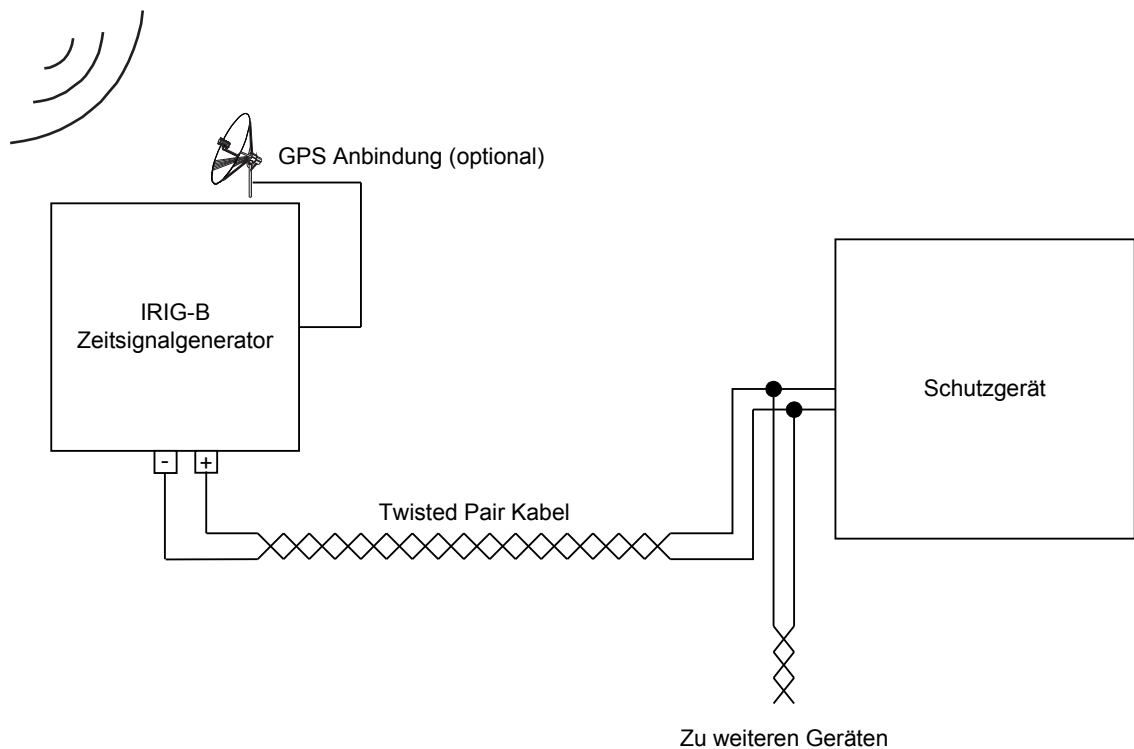 GPS Anbindung (optional)
IRIG-B
Zeitsignalgenerator
Schutzgerät
- +
Twisted Pair Kabel
Zu weiteren Geräten